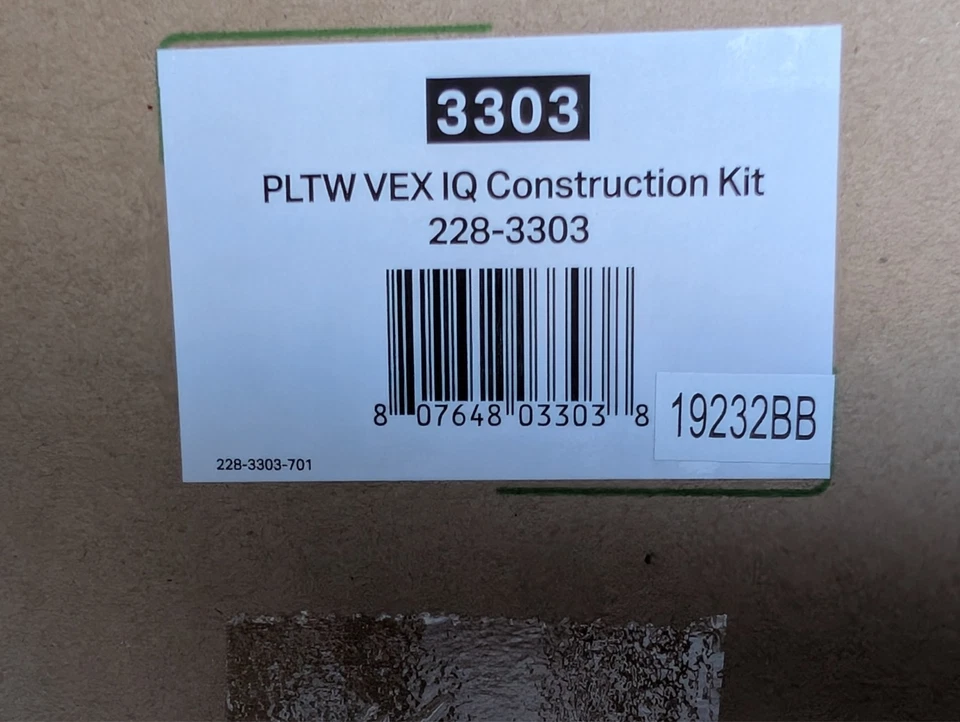 3303
PLTW VEX IQ Construction Kit
228-3303
8 07648 03303 8
19232BB
228-3303-701